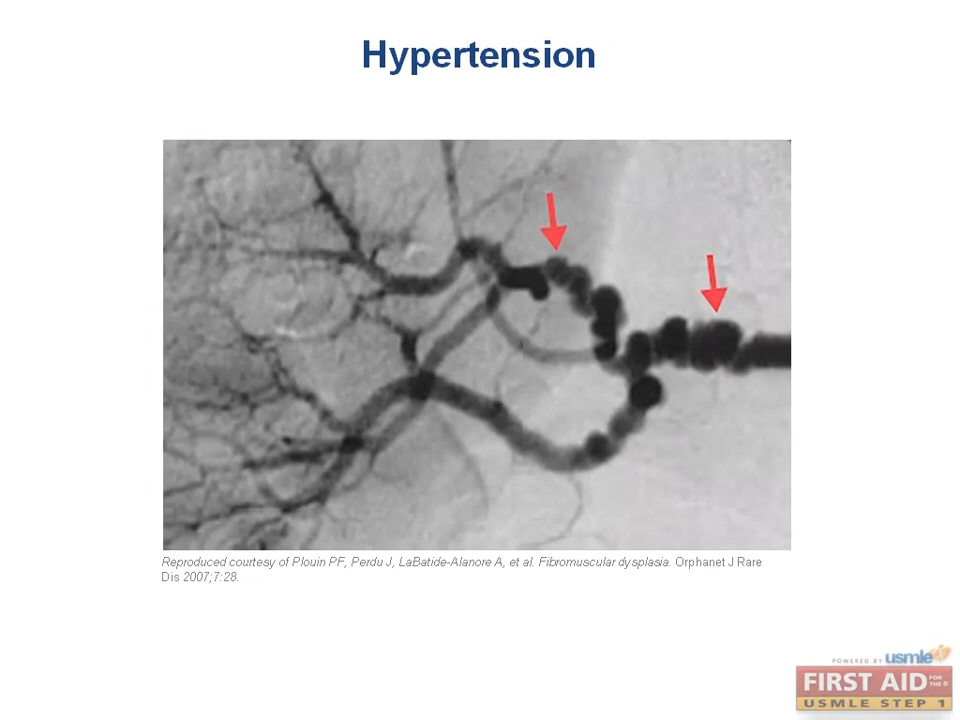 Hypertension
Reproduced courtesy of Plouin PF, Perdu J, LaBatide-Alanore A, et al. Fibromuscular dysplasia. Orphanet J Rare
Dis 2007;7:28.
POWERED BY usmle
FIRST AID FOR THE ®
USMLE STEP 1